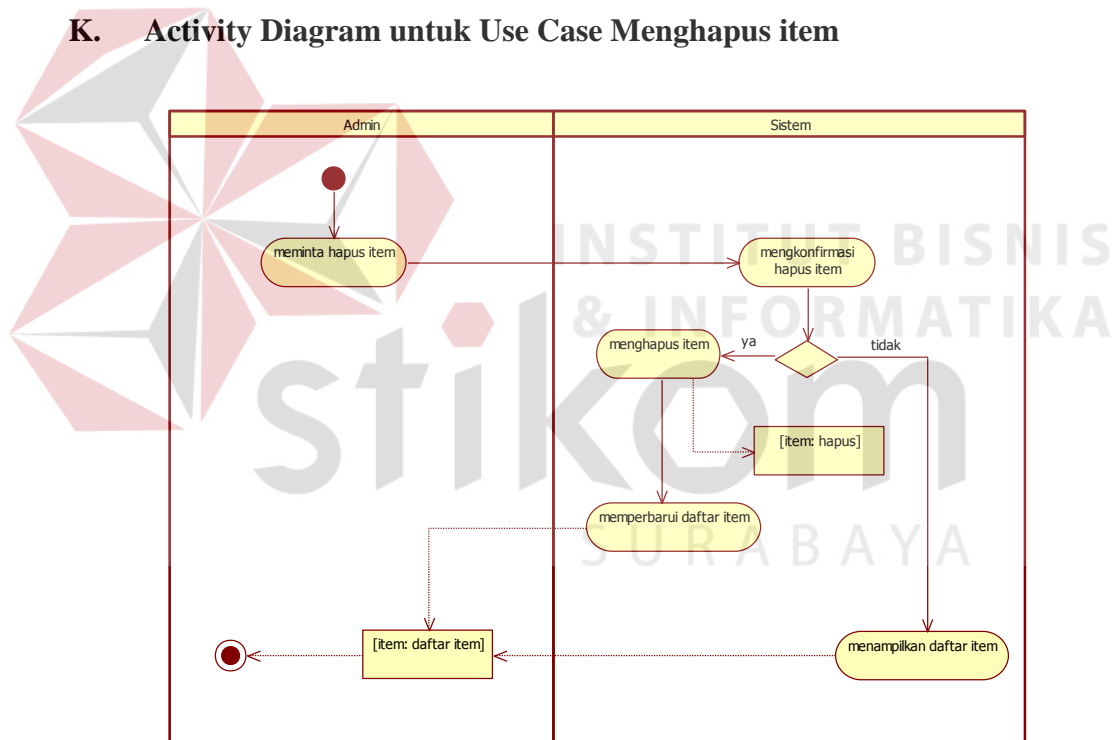 K. Activity Diagram untuk Use Case Menghapus item
Admin
Sistem
meminta hapus item
mengkonfirmasi
hapus item
menghapus item
ya
tidak
[item: hapus]
memperbarui daftar item
[item: daftar item]
menampilkan daftar item
INSTITUT BISNIS
& INFORMATIKA
stikom
SURABAYA